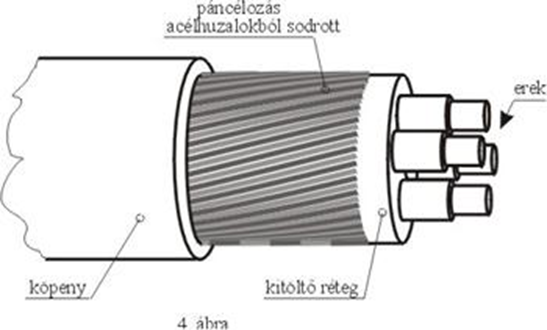 páncélozás
acélhuzalokból sodrott
erek
köpeny
kitöltő réteg
4 ábra